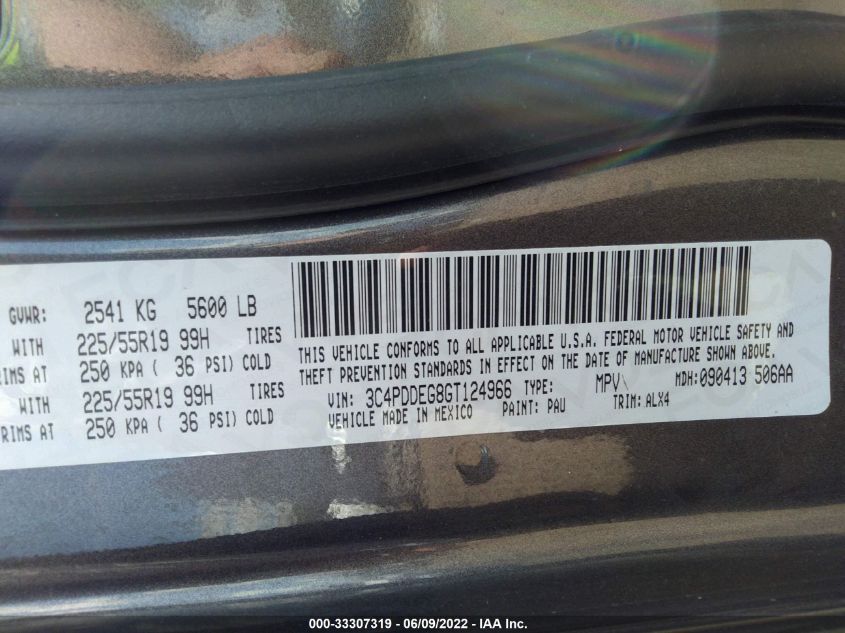 GVWR: 2541 KG 5600 LB
WITH 225/55R19 99H TIRES
RIMS AT 250 KPA ( 36 PSI) COLD
WITH 225/55R19 99H TIRES
RIMS AT 250 KPA ( 36 PSI) COLD
THIS VEHICLE CONFORMS TO ALL APPLICABLE U.S.A. FEDERAL MOTOR VEHICLE SAFETY AND
THEFT PREVENTION STANDARDS IN EFFECT ON THE DATE OF MANUFACTURE SHOWN ABOVE.
VIN: 3C4PDDEG8GT124966 TYPE: MPV MDH: 090413 506AA
VEHICLE MADE IN MEXICO PAINT: PAU TRIM: ALX4
000-33307319 - 06/09/2022 - IAA Inc.